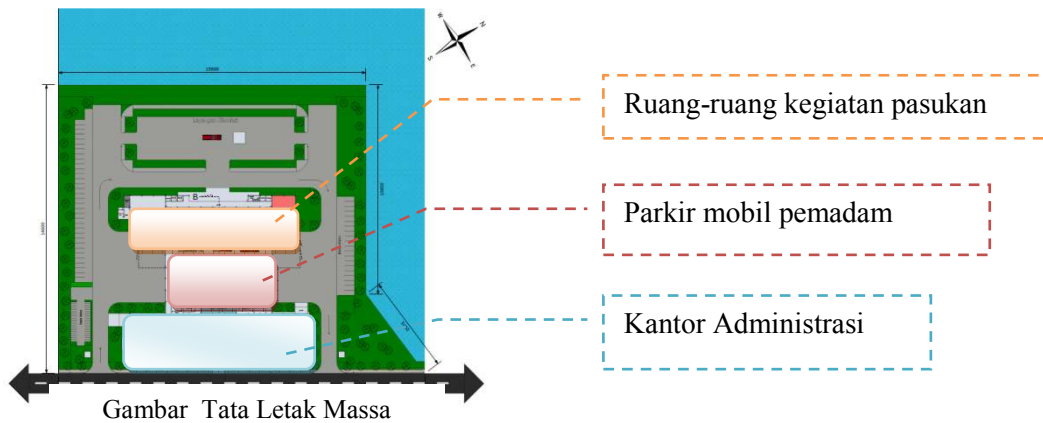 W
N
S
E
Ruang-ruang kegiatan pasukan
Parkir mobil pemadam
Kantor Administrasi
Gambar Tata Letak Massa